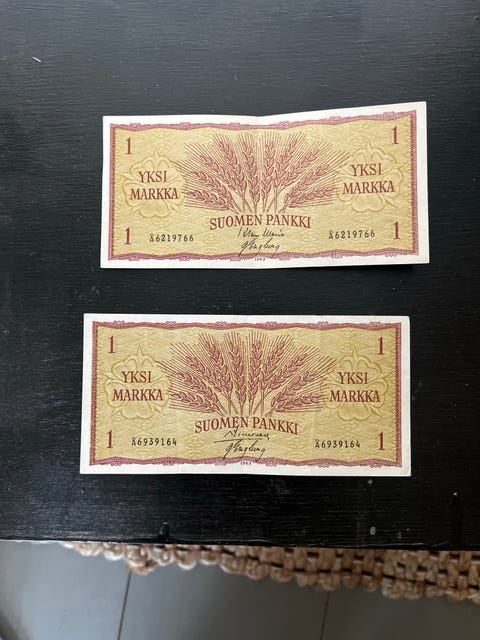 1 1
YKSI YKSI
MARKKA MARKKA
SUOMEN PANKKI
1 1
Ä6219766 Ä6219766
1963
1 1
YKSI YKSI
MARKKA MARKKA
SUOMEN PANKKI
1 1
Ä6939164 Ä6939164
1963